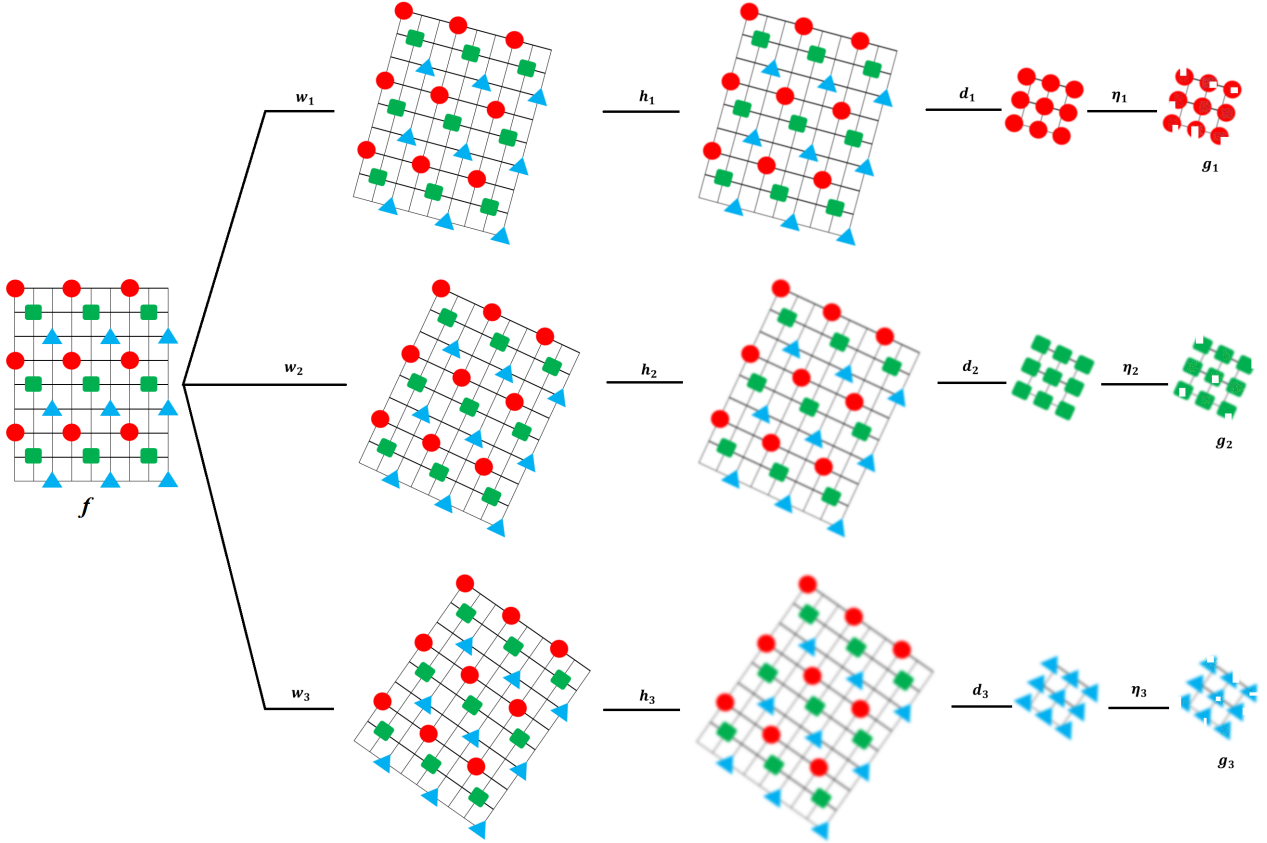 w₁
h₁
d₁
η₁
g₁
w₂
h₂
d₂
η₂
g₂
f
w₃
h₃
d₃
η₃
g₃